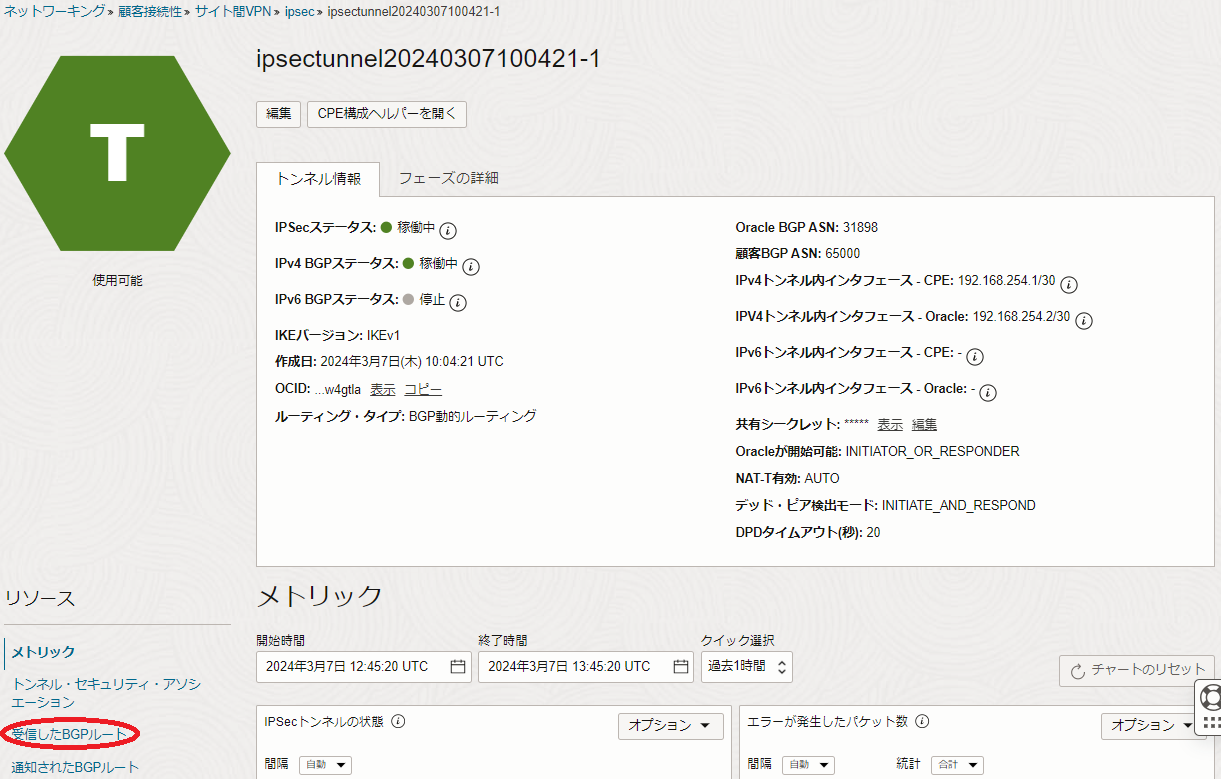 ネットワーキング » 顧客接続性 » サイト間VPN » ipsec » ipsectunnel20240307100421-1
T
使用可能
ipsectunnel20240307100421-1
編集
CPE構成ヘルパーを開く
トンネル情報
フェーズの詳細
IPSecステータス: 稼働中
IPv4 BGPステータス: 稼働中
IPv6 BGPステータス: 停止
IKEバージョン: IKEv1
作成日: 2024年3月7日(木) 10:04:21 UTC
OCID: ...w4gtla 表示 コピー
ルーティング・タイプ: BGP動的ルーティング
Oracle BGP ASN: 31898
顧客BGP ASN: 65000
IPv4トンネル内インタフェース - CPE: 192.168.254.1/30
IPV4トンネル内インタフェース - Oracle: 192.168.254.2/30
IPv6トンネル内インタフェース - CPE: -
IPv6トンネル内インタフェース - Oracle: -
共有シークレット: ***** 表示 編集
Oracleが開始可能: INITIATOR_OR_RESPONDER
NAT-T有効: AUTO
デッド・ピア検出モード: INITIATE_AND_RESPOND
DPDタイムアウト(秒): 20
リソース
メトリック
トンネル・セキュリティ・アソシ
エーション
受信したBGPルート
通知されたBGPルート
メトリック
開始時間
2024年3月7日 12:45:20 UTC
終了時間
2024年3月7日 13:45:20 UTC
クイック選択
過去1時間
チャートのリセット
IPSecトンネルの状態
オプション
間隔 自動
エラーが発生したパケット数
オプション
間隔 自動
統計 合計